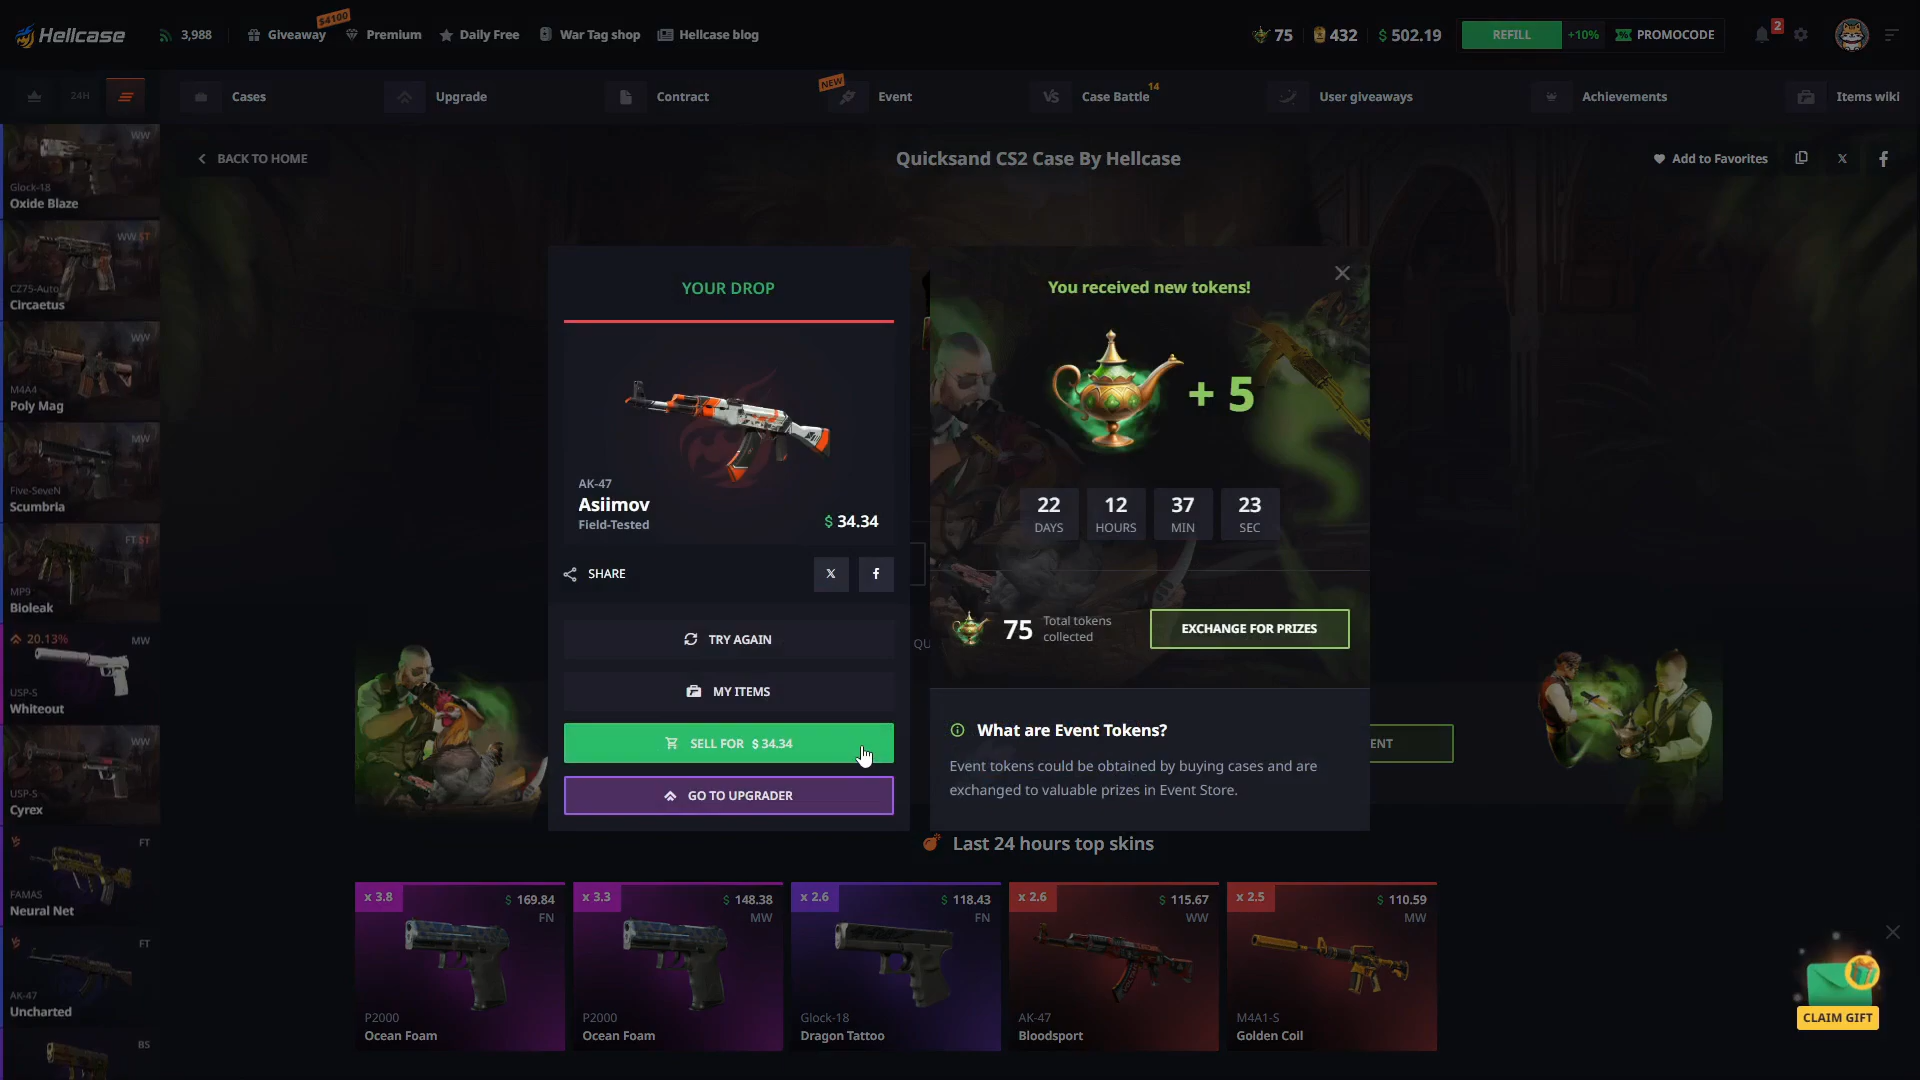 Hellcase
3,988
Giveaway
$4100
Premium
Daily Free
War Tag shop
Hellcase blog
75
432
$ 502.19
REFILL
+10%
PROMOCODE
2
24H
Cases
Upgrade
Contract
NEW
Event
VS
Case Battle
14
User giveaways
Achievements
Items wiki
BACK TO HOME
Quicksand CS2 Case By Hellcase
Add to Favorites
WW
Glock-18
Oxide Blaze
WW ST
CZ75-Auto
Circaetus
WW
M4A4
Poly Mag
MW
Five-SeveN
Scumbria
FT ST
MP9
Bioleak
20.13%
MW
USP-S
Whiteout
WW
USP-S
Cyrex
FT
FAMAS
Neural Net
FT
AK-47
Uncharted
BS
YOUR DROP
AK-47
Asiimov
Field-Tested
$ 34.34
SHARE
TRY AGAIN
MY ITEMS
SELL FOR $ 34.34
GO TO UPGRADER
You received new tokens!
+ 5
22 12 37 23
DAYS HOURS MIN SEC
75
Total tokens
collected
EXCHANGE FOR PRIZES
What are Event Tokens?
Event tokens could be obtained by buying cases and are
exchanged to valuable prizes in Event Store.
QU
ENT
Last 24 hours top skins
x 3.8
$ 169.84
FN
P2000
Ocean Foam
x 3.3
$ 148.38
MW
P2000
Ocean Foam
x 2.6
$ 118.43
FN
Glock-18
Dragon Tattoo
x 2.6
$ 115.67
WW
AK-47
Bloodsport
x 2.5
$ 110.59
MW
M4A1-S
Golden Coil
CLAIM GIFT